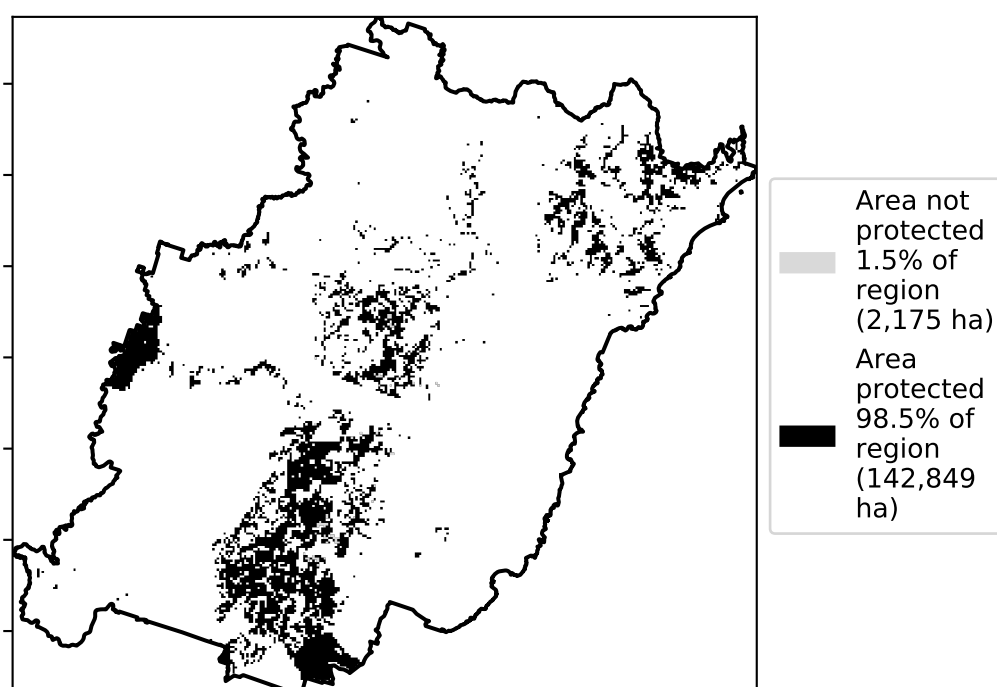 Area not
protected
1.5% of
region
(2,175 ha)
Area
protected
98.5% of
region
(142,849
ha)